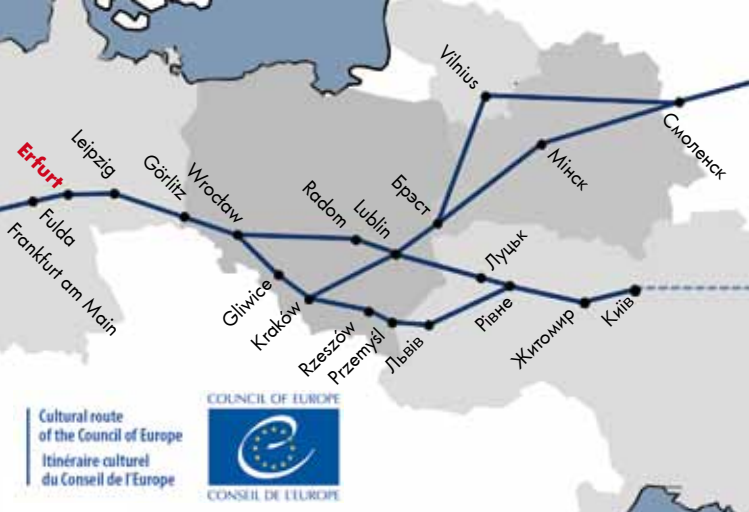 Vilnius
Смоленск
Мінск
Брэст
Erfurt
Leipzig
Görlitz
Wrocław
Radom
Lublin
Луцьк
Fulda
Frankfurt am Main
Gliwice
Kraków
Rzeszów
Przemyśl
Львів
Рівне
Житомир
Київ
Cultural route
of the Council of Europe
Itinéraire culturel
du Conseil de l'Europe
COUNCIL OF EUROPE
CONSEIL DE L'EUROPE